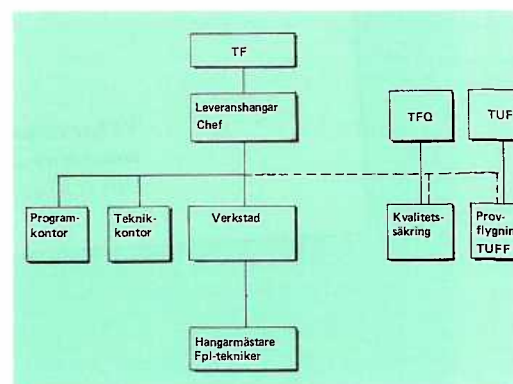 TF
Leveranshangar
Chef
TFQ
TUF
Program-
kontor
Teknik-
kontor
Verkstad
Kvalitets-
säkring
Prov-
flygnin
TUFF
Hangarmästare
Fpl-tekniker